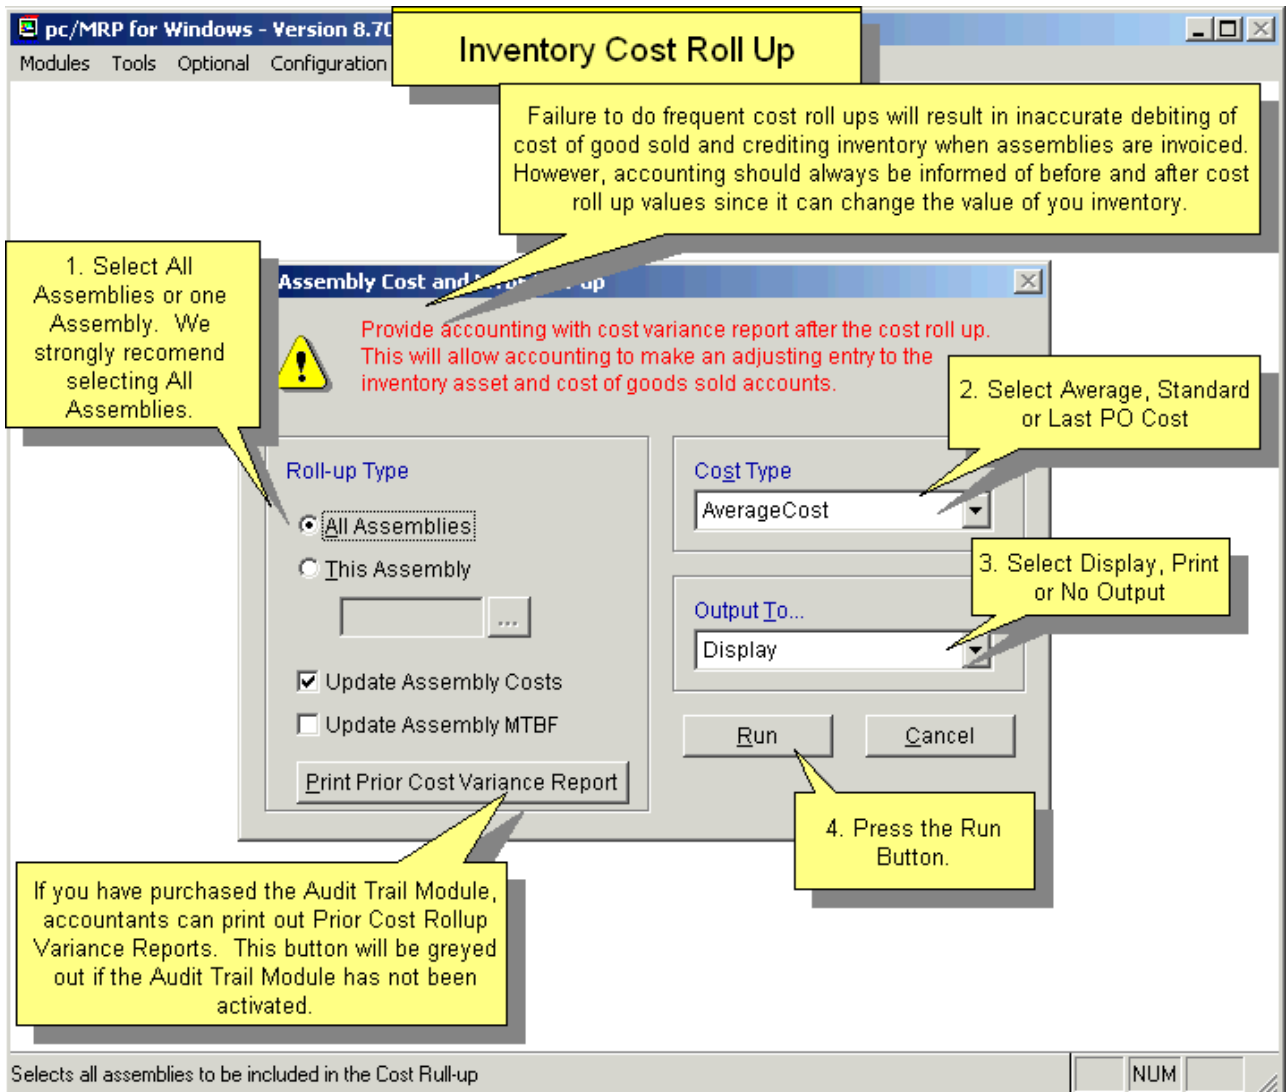 pc/MRP for Windows - Version 8.70
Inventory Cost Roll Up
Modules Tools Optional Configuration
Failure to do frequent cost roll ups will result in inaccurate debiting of
cost of good sold and crediting inventory when assemblies are invoiced.
However, accounting should always be informed of before and after cost
roll up values since it can change the value of you inventory.
1. Select All
Assemblies or one
Assembly. We
strongly recomend
selecting All
Assemblies.
Assembly Cost and
Provide accounting with cost variance report after the cost roll up.
This will allow accounting to make an adjusting entry to the
inventory asset and cost of goods sold accounts.
2. Select Average, Standard
or Last PO Cost
Roll-up Type
All Assemblies
This Assembly
...
Update Assembly Costs
Update Assembly MTBF
Print Prior Cost Variance Report
Cost Type
AverageCost
3. Select Display, Print
or No Output
Output To...
Display
Run Cancel
4. Press the Run
Button.
If you have purchased the Audit Trail Module,
accountants can print out Prior Cost Rollup
Variance Reports. This button will be greyed
out if the Audit Trail Module has not been
activated.
Selects all assemblies to be included in the Cost Rull-up
NUM